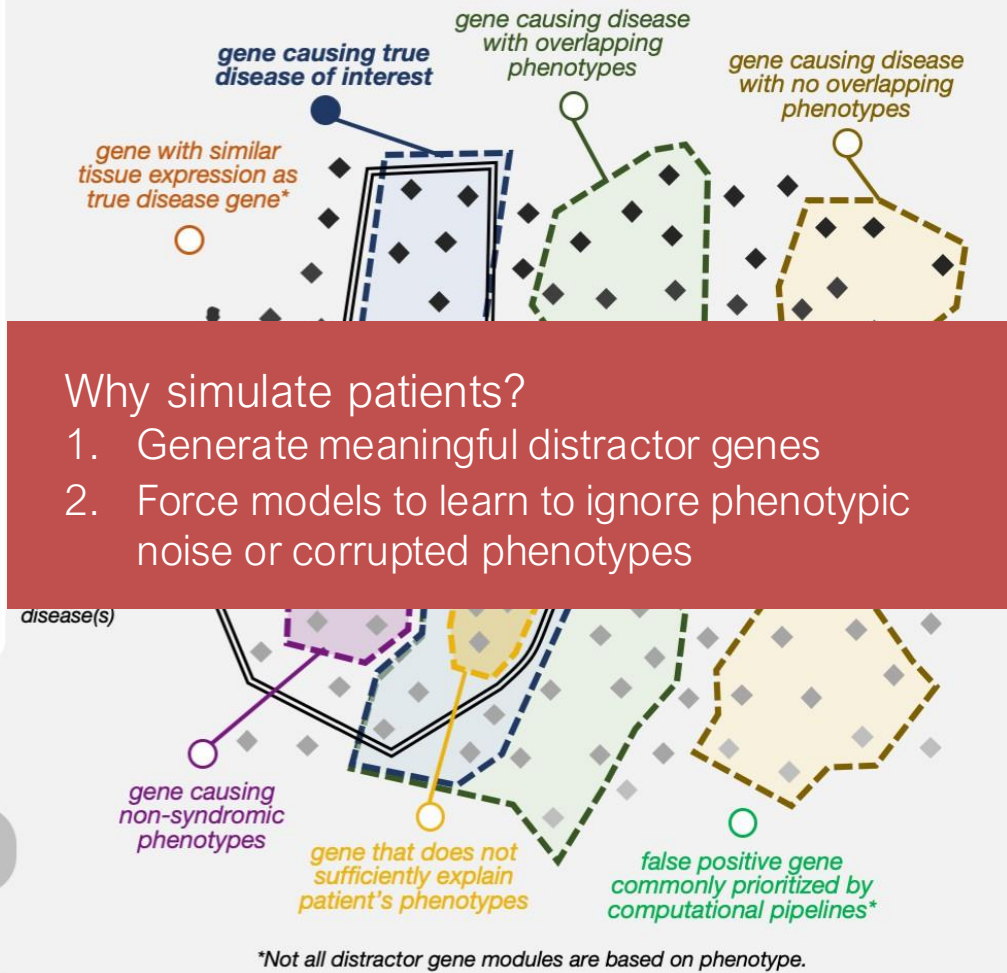 gene causing true
disease of interest
gene causing disease
with overlapping
phenotypes
gene causing disease
with no overlapping
phenotypes
gene with similar
tissue expression as
true disease gene*
Why simulate patients?
1. Generate meaningful distractor genes
2. Force models to learn to ignore phenotypic
noise or corrupted phenotypes
disease(s)
gene causing
non-syndromic
phenotypes
gene that does not
sufficiently explain
patient's phenotypes
false positive gene
commonly prioritized by
computational pipelines*
*Not all distractor gene modules are based on phenotype.